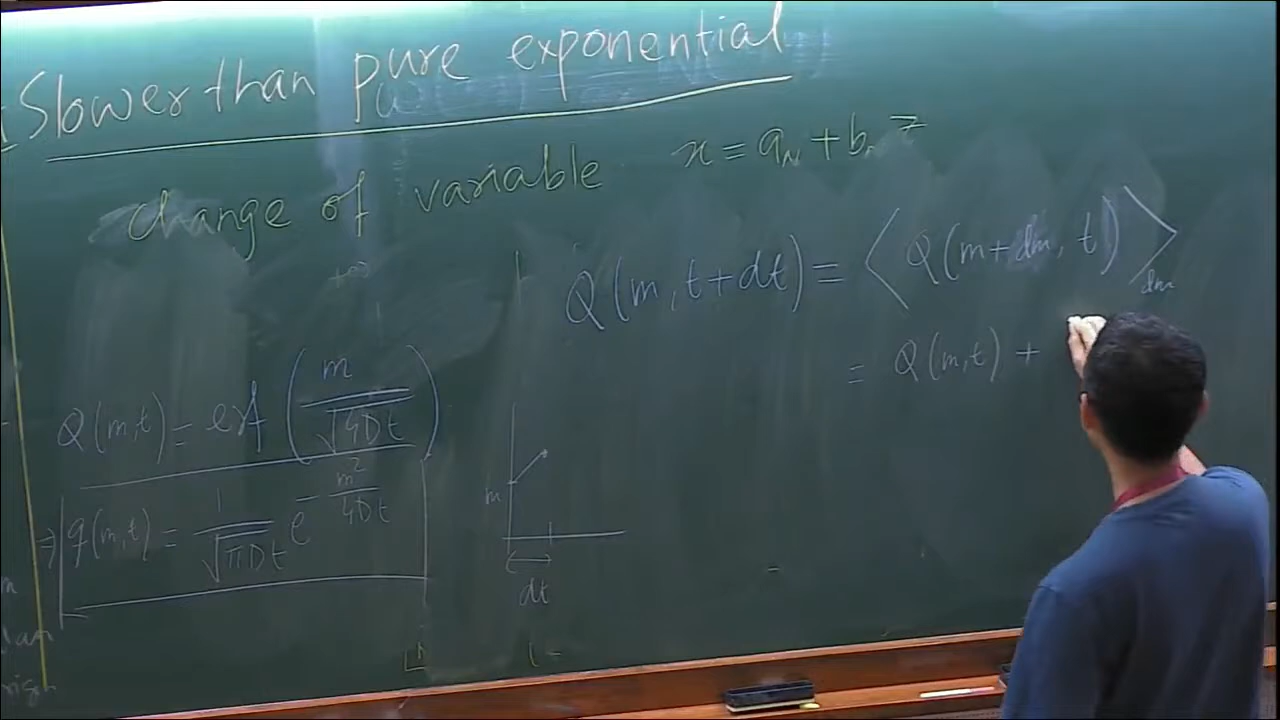 Slower than pure exponential
change of variable x = a_N + b_N z
+∞
Q(m, t+dt) = ⟨Q(m+dm, t)⟩_dm
= Q(m,t) +
Q(m,t) = erf(m/√(4Dt))
⇒ q(m,t) = 1/√(πDt) e^(-m²/4Dt)
m
dt